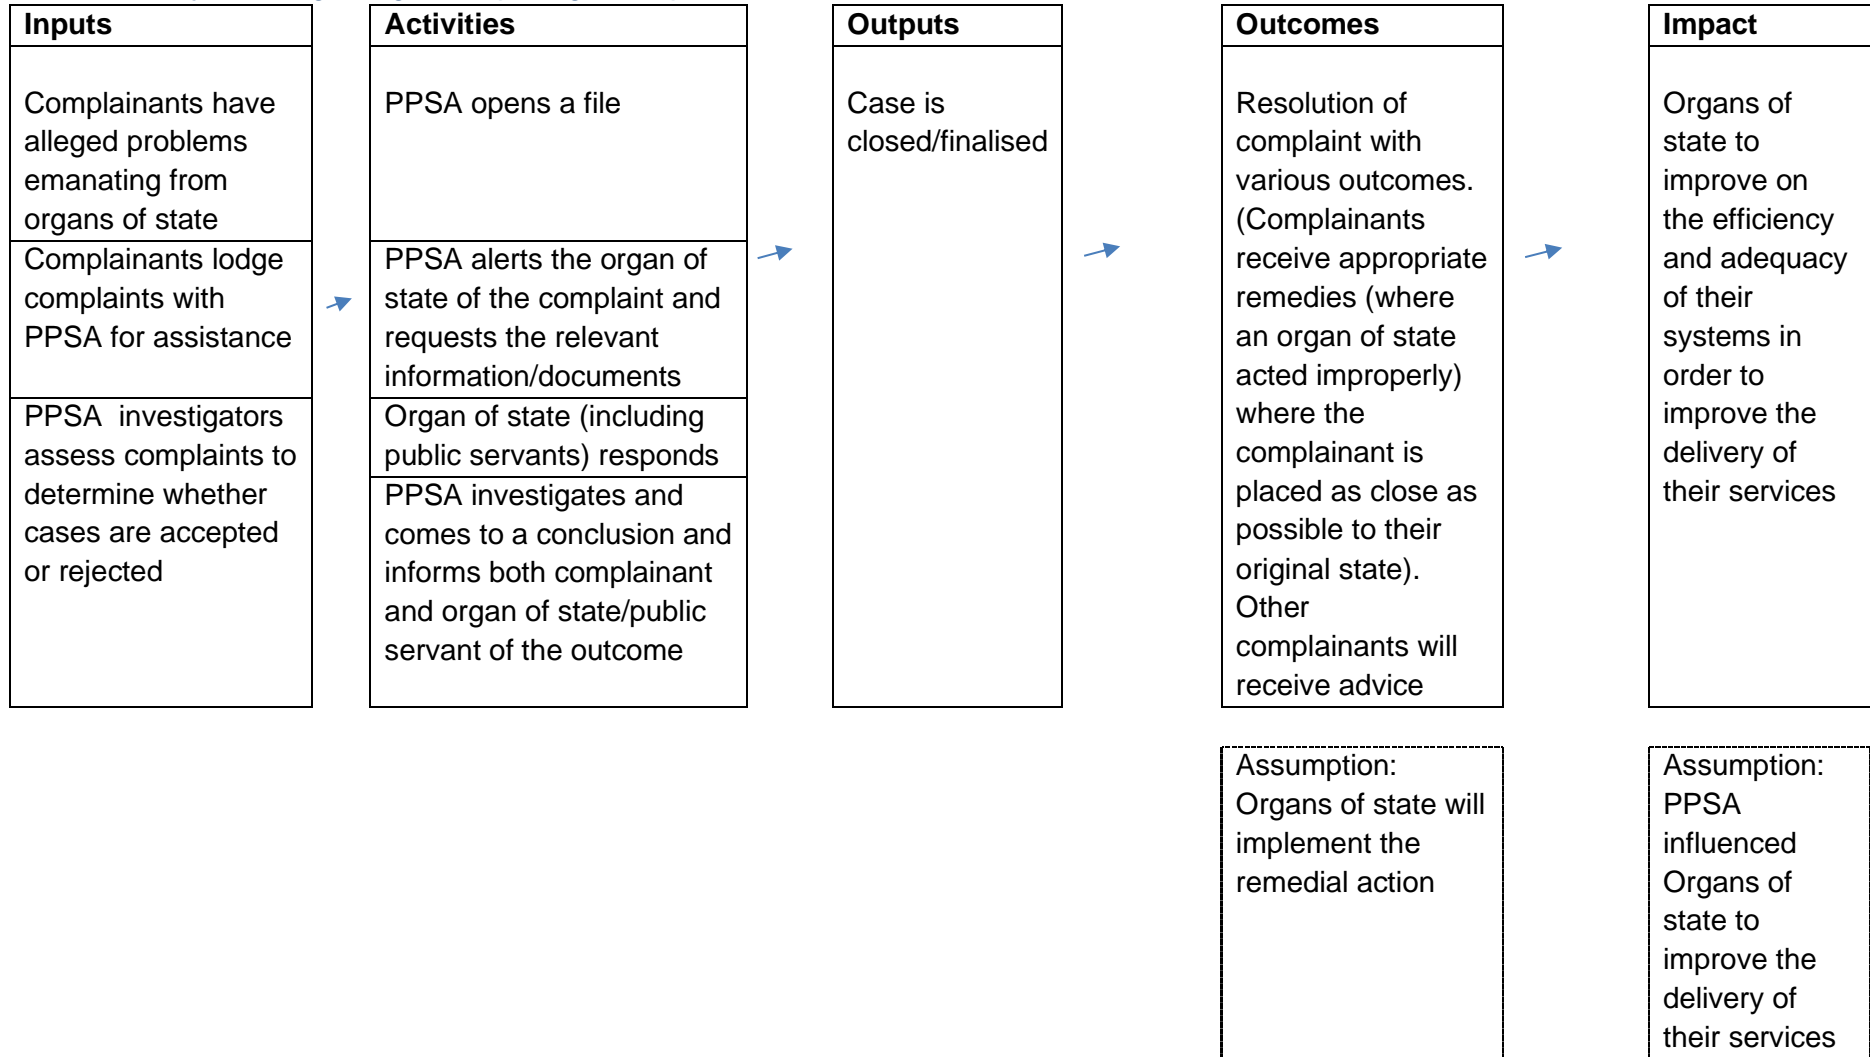 Inputs
Complainants have
alleged problems
emanating from
organs of state
Complainants lodge
complaints with
PPSA for assistance
PPSA  investigators
assess complaints to
determine whether
cases are accepted
or rejected
Activities
PPSA opens a file
PPSA alerts the organ of
state of the complaint and
requests the relevant
information/documents
Organ of state (including
public servants) responds
PPSA investigates and
comes to a conclusion and
informs both complainant
and organ of state/public
servant of the outcome
Outputs
Case is
closed/finalised
Outcomes
Resolution of
complaint with
various outcomes.
(Complainants
receive appropriate
remedies (where
an organ of state
acted improperly)
where the
complainant is
placed as close as
possible to their
original state).
Other
complainants will
receive advice
Assumption:
Organs of state will
implement the
remedial action
Impact
Organs of
state to
improve on
the efficiency
and adequacy
of their
systems in
order to
improve the
delivery of
their services
Assumption:
PPSA
influenced
Organs of
state to
improve the
delivery of
their services